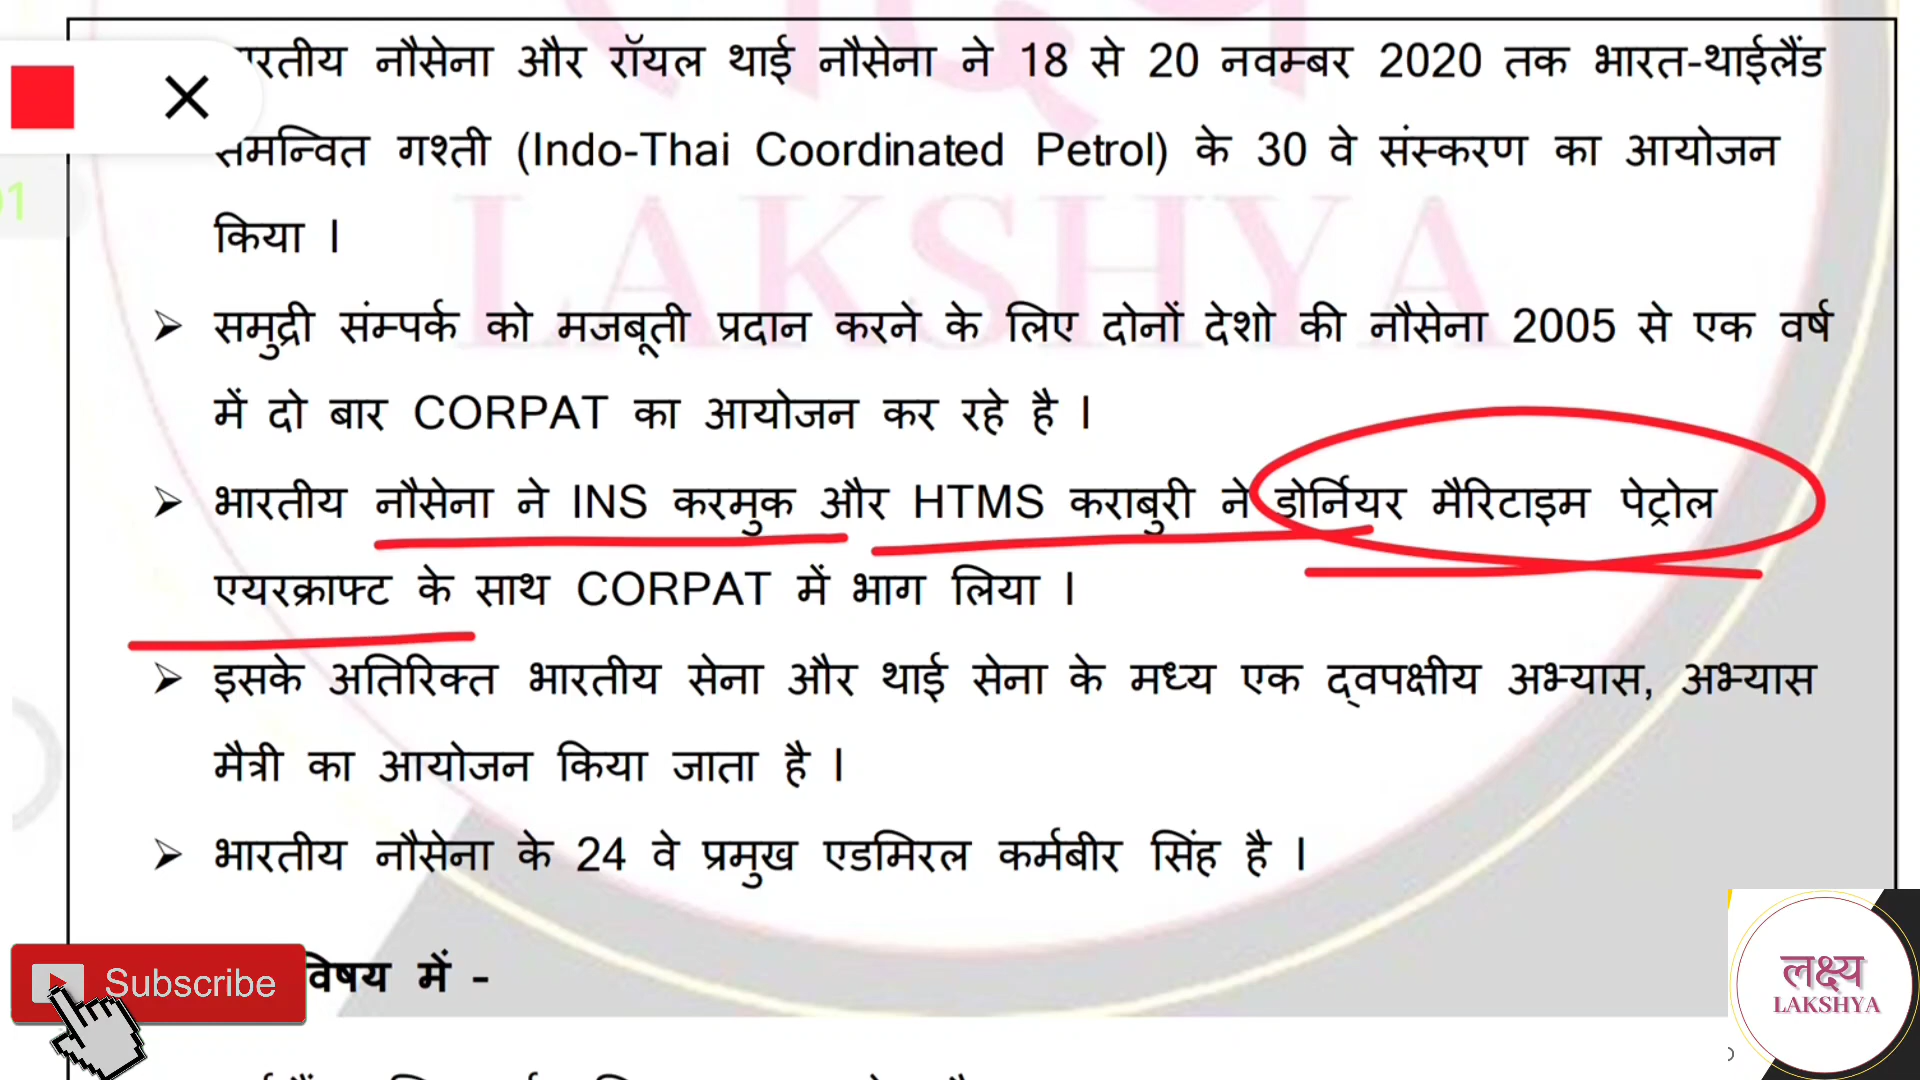 भारतीय नौसेना और रॉयल थाई नौसेना ने 18 से 20 नवम्बर 2020 तक भारत-थाईलैंड
समन्वित गश्ती (Indo-Thai Coordinated Petrol) के 30 वे संस्करण का आयोजन
किया l
LAKSHYA
➢ समुद्री संम्पर्क को मजबूती प्रदान करने के लिए दोनों देशो की नौसेना 2005 से एक वर्ष
में दो बार CORPAT का आयोजन कर रहे है l
➢ भारतीय नौसेना ने INS करमुक और HTMS कराबुरी ने डोर्नियर मैरिटाइम पेट्रोल
एयरक्राफ्ट के साथ CORPAT में भाग लिया l
➢ इसके अतिरिक्त भारतीय सेना और थाई सेना के मध्य एक द्वपक्षीय अभ्यास, अभ्यास
मैत्री का आयोजन किया जाता है l
➢ भारतीय नौसेना के 24 वे प्रमुख एडमिरल कर्मबीर सिंह है l
विषय में -
Subscribe
लक्ष्य
LAKSHYA